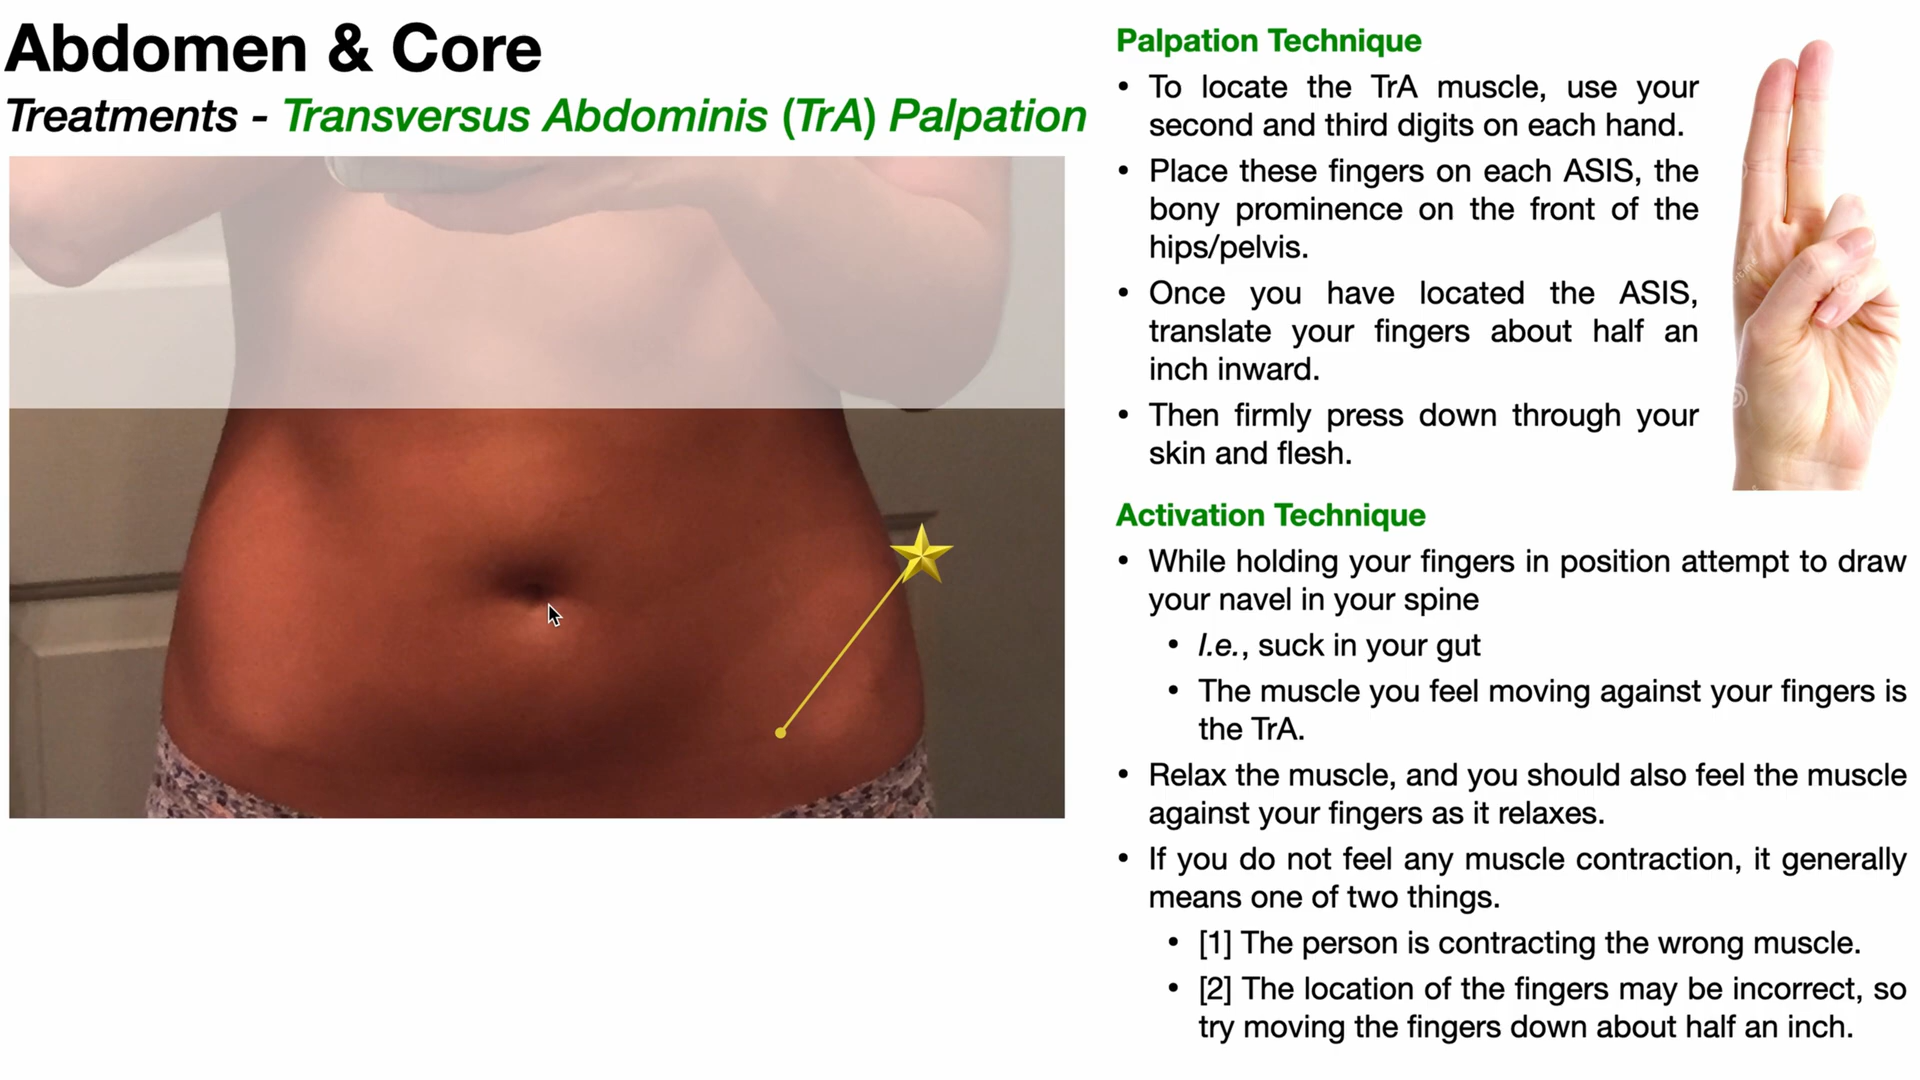 Abdomen & Core
Treatments - Transversus Abdominis (TrA) Palpation
Palpation Technique
• To locate the TrA muscle, use your
second and third digits on each hand.
• Place these fingers on each ASIS, the
bony prominence on the front of the
hips/pelvis.
• Once you have located the ASIS,
translate your fingers about half an
inch inward.
• Then firmly press down through your
skin and flesh.
Activation Technique
• While holding your fingers in position attempt to draw
your navel in your spine
• I.e., suck in your gut
• The muscle you feel moving against your fingers is
the TrA.
• Relax the muscle, and you should also feel the muscle
against your fingers as it relaxes.
• If you do not feel any muscle contraction, it generally
means one of two things.
• [1] The person is contracting the wrong muscle.
• [2] The location of the fingers may be incorrect, so
try moving the fingers down about half an inch.